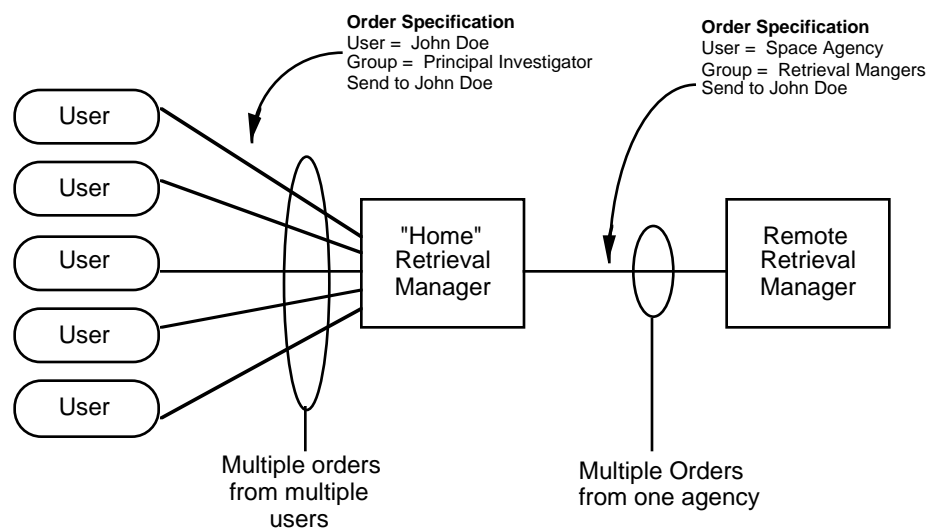 Order Specification
User =  John Doe
Group =  Principal Investigator
Send to John Doe
Order Specification
User =  Space Agency
Group =  Retrieval Mangers
Send to John Doe
User
User
User
User
User
"Home"
Retrieval
Manager
Remote
Retrieval
Manager
Multiple orders
from multiple
users
Multiple Orders
from one agency